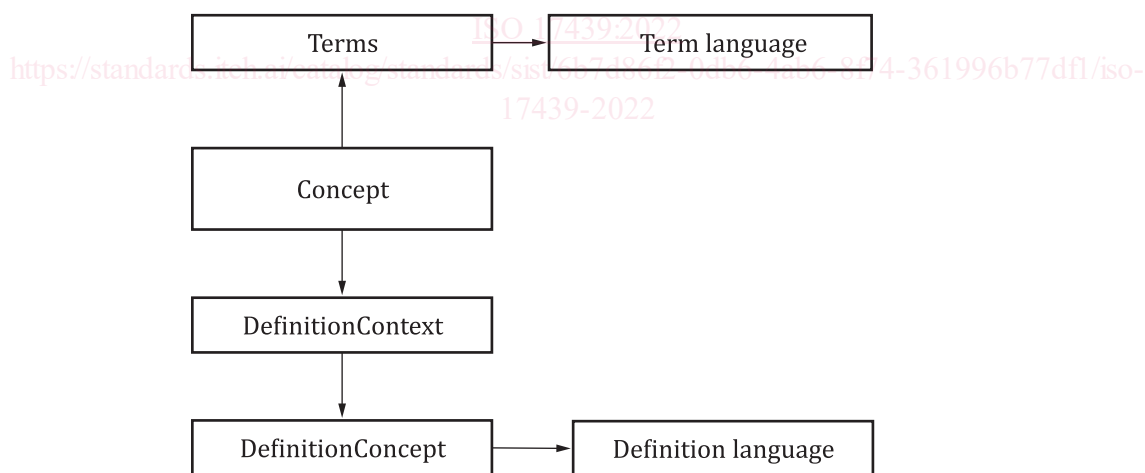 ISO 17439:2022
Terms
Term language
https://standards.iteh.ai/catalog/standards/sist/6b7d86f2-0db6-4ab6-8f74-361996b77df1/iso-
17439-2022
Concept
DefinitionContext
DefinitionConcept
Definition language